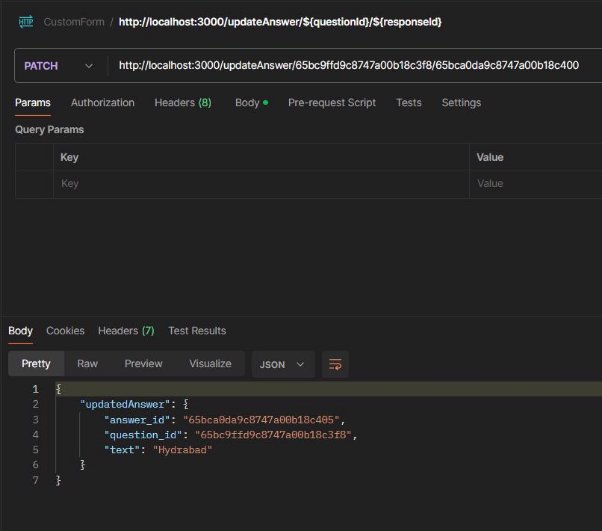 HTTP CustomForm / http://localhost:3000/updateAnswer/${questionId}/${responseId}
PATCH http://localhost:3000/updateAnswer/65bc9ffd9c8747a00b18c3f8/65bca0da9c8747a00b18c400
Params Authorization Headers (8) Body Pre-request Script Tests Settings
Query Params
Key Value
Key Value
Body Cookies Headers (7) Test Results
Pretty Raw Preview Visualize JSON
1 {
2 "updatedAnswer": {
3 "answer_id": "65bca0da9c8747a00b18c405",
4 "question_id": "65bc9ffd9c8747a00b18c3f8",
5 "text": "Hydrabad"
6 }
7 }